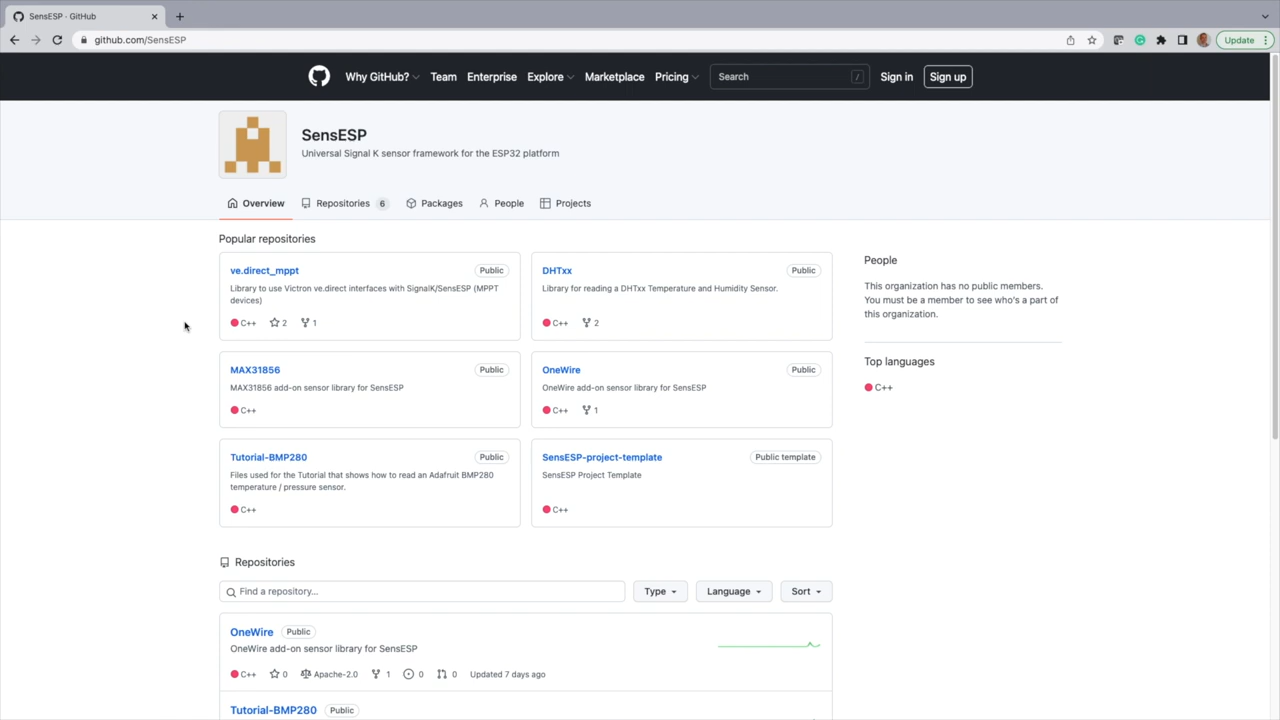 SensESP · GitHub
github.com/SensESP
Update
Why GitHub? Team Enterprise Explore Marketplace Pricing Search / Sign in Sign up
SensESP
Universal Signal K sensor framework for the ESP32 platform
Overview Repositories 6 Packages People Projects
Popular repositories
ve.direct_mppt Public
Library to use Victron ve.direct interfaces with SignalK/SensESP (MPPT
devices)
C++ 2 1
DHTxx Public
Library for reading a DHTxx Temperature and Humidity Sensor.
C++ 2
MAX31856 Public
MAX31856 add-on sensor library for SensESP
C++
OneWire Public
OneWire add-on sensor library for SensESP
C++ 1
Tutorial-BMP280 Public
Files used for the Tutorial that shows how to read an Adafruit BMP280
temperature / pressure sensor.
C++
SensESP-project-template Public template
SensESP Project Template
C++
People
This organization has no public members.
You must be a member to see who's a part
of this organization.
Top languages
C++
Repositories
Find a repository... Type Language Sort
OneWire Public
OneWire add-on sensor library for SensESP
C++ 0 Apache-2.0 1 0 0 Updated 7 days ago
Tutorial-BMP280 Public